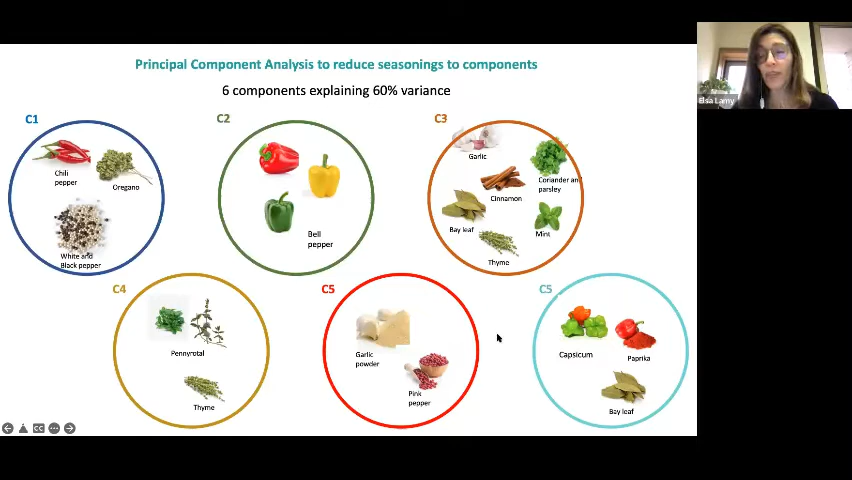 Principal Component Analysis to reduce seasonings to components
6 components explaining 60% variance
C1
Chili
pepper
Oregano
White and
Black pepper
C2
Bell
pepper
C3
Garlic
Coriander and
parsley
Cinnamon
Bay leaf
Mint
Thyme
C4
Pennyrotal
Thyme
C5
Garlic
powder
Pink
pepper
C5
Capsicum
Paprika
Bay leaf
Elsa Lamy
CC